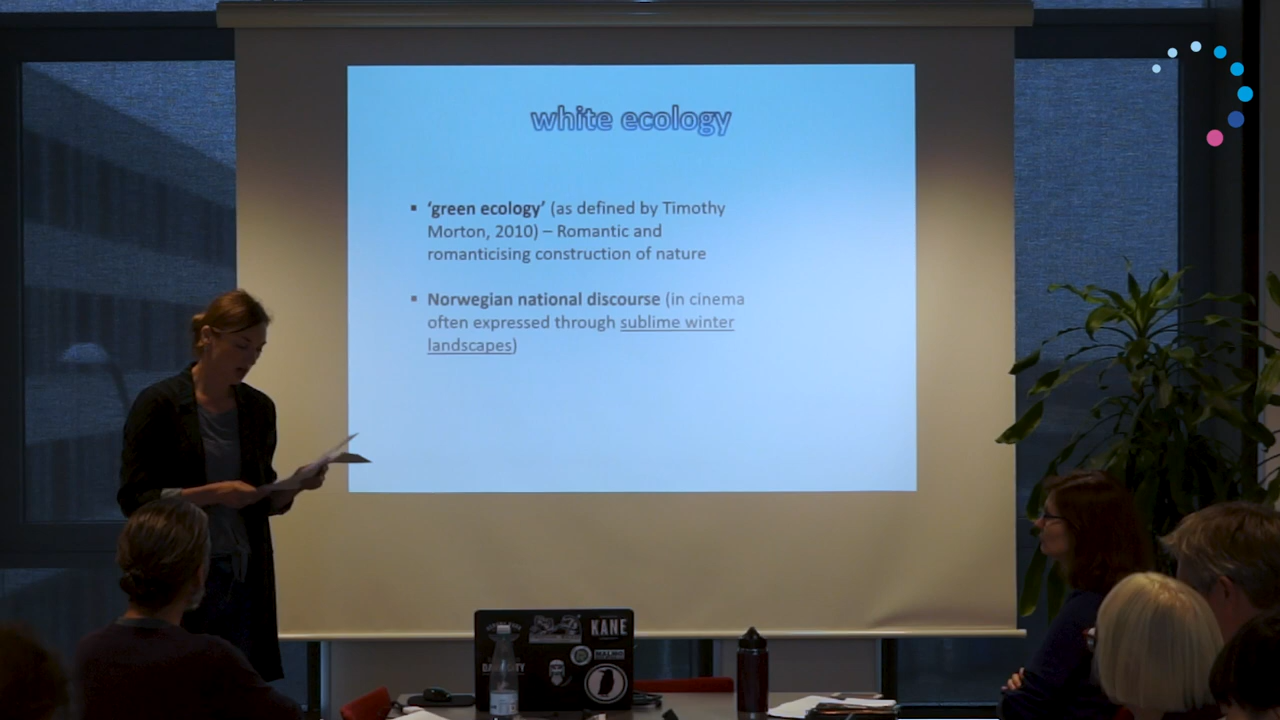 white ecology
▪ ‘green ecology’ (as defined by Timothy
Morton, 2010) – Romantic and
romanticising construction of nature
▪ Norwegian national discourse (in cinema
often expressed through sublime winter
landscapes)
KANE
MALMÖ